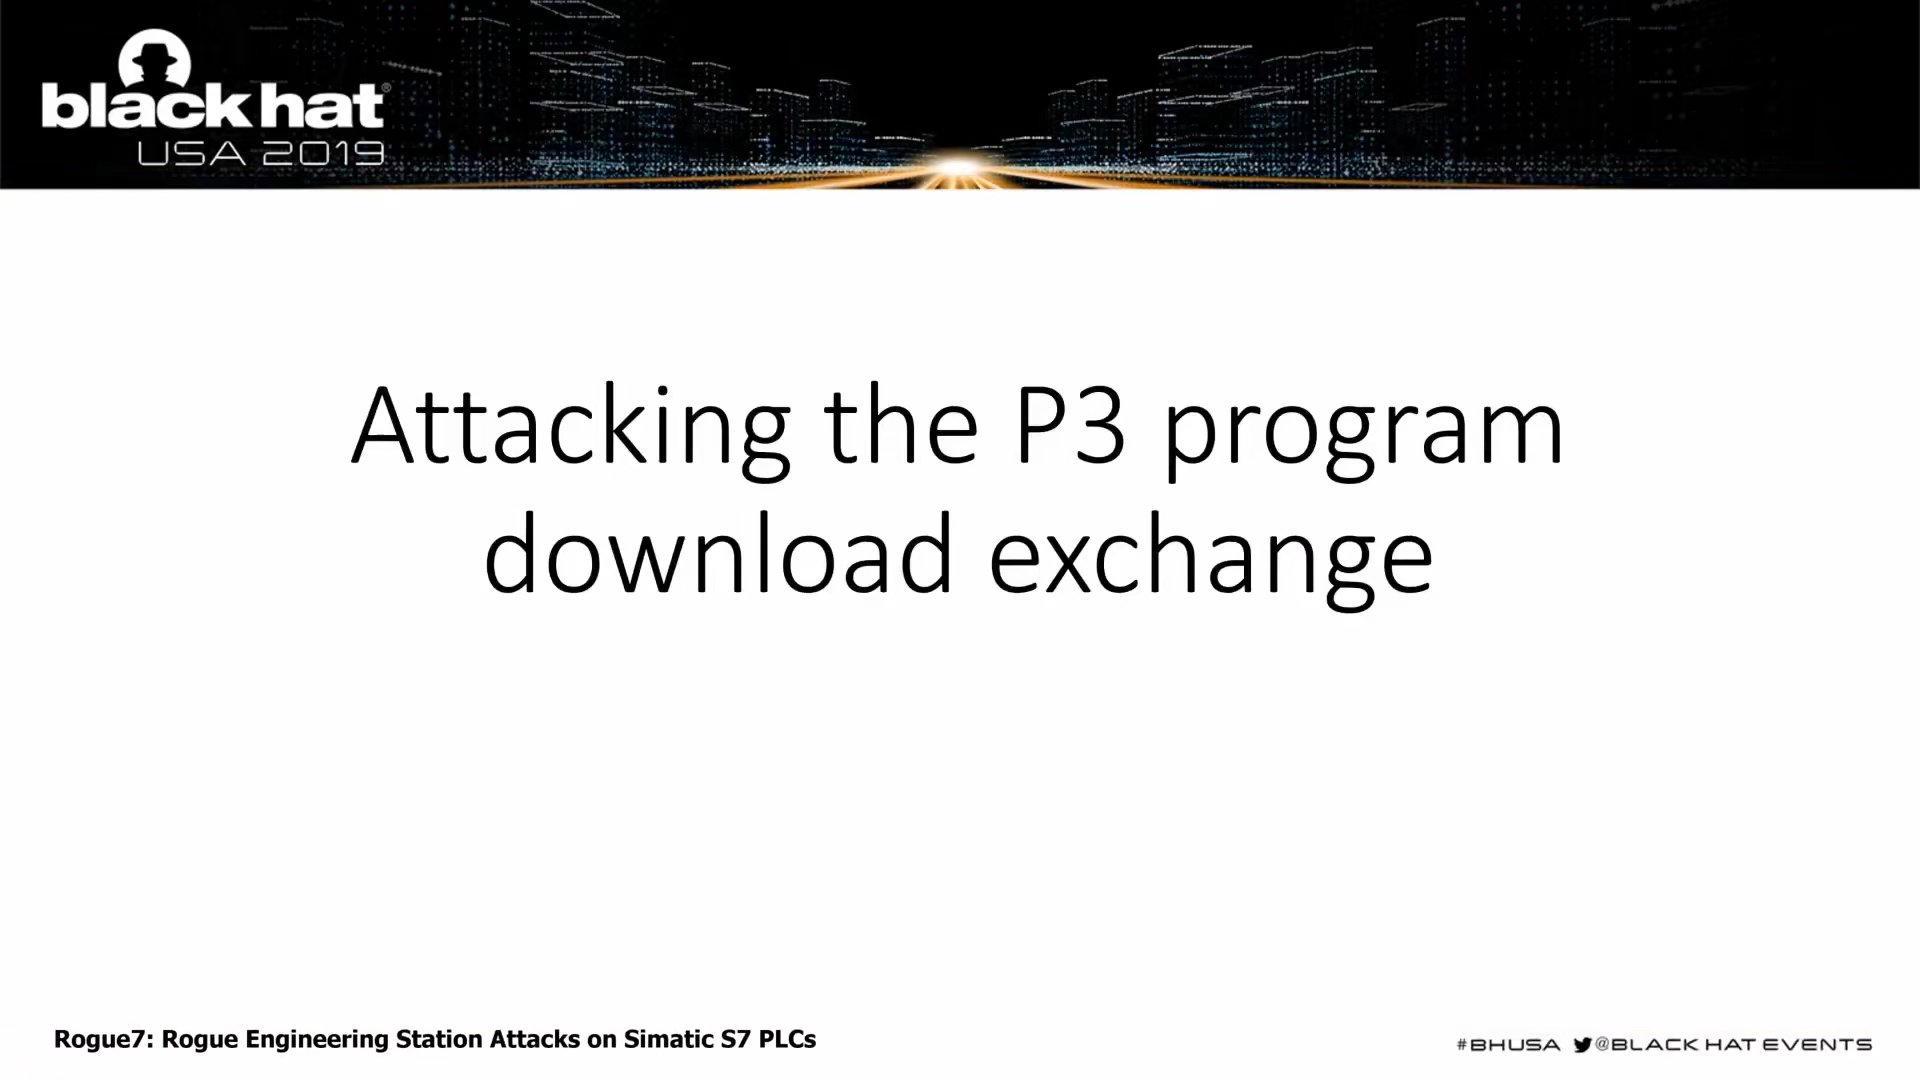 black hat®
USA 2019
Attacking the P3 program
download exchange
Rogue7: Rogue Engineering Station Attacks on Simatic S7 PLCs
#BHUSA @BLACK HAT EVENTS